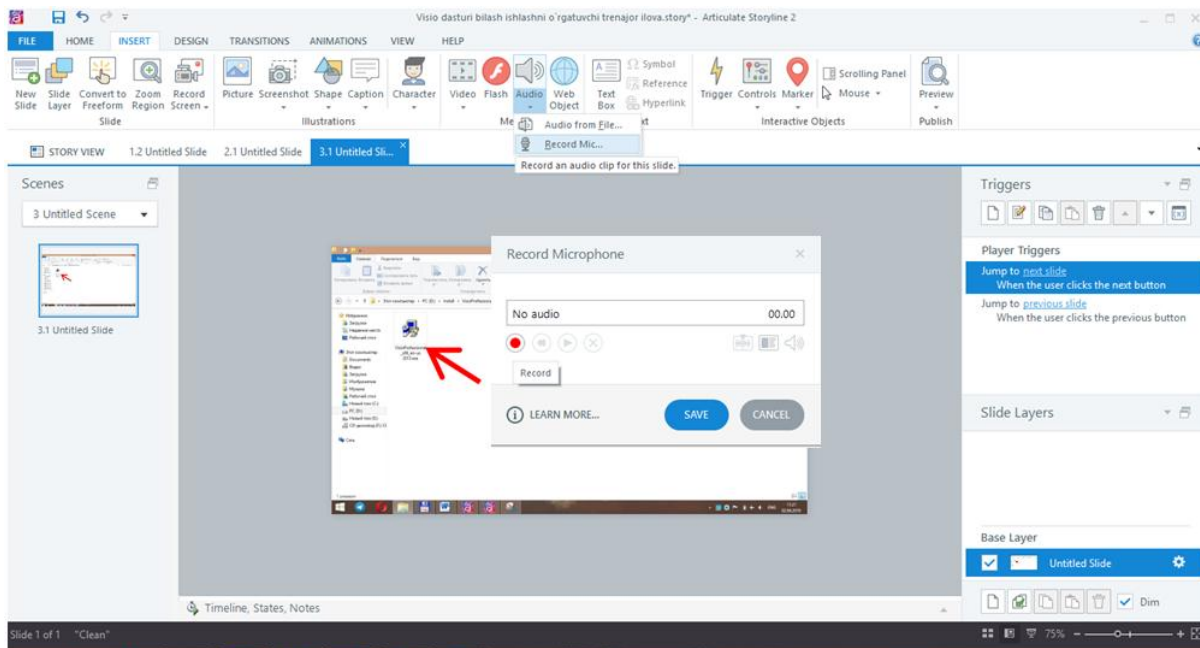 Visio dasturi bilash ishlashni o`rgatuvchi trenajor ilova.story* - Articulate Storyline 2
FILE HOME INSERT DESIGN TRANSITIONS ANIMATIONS VIEW HELP
New Slide
Slide Layer
Convert to Freeform
Zoom Region
Record Screen
Picture
Screenshot
Shape
Caption
Character
Video
Flash
Audio
Web Object
Text Box
Symbol
Reference
Hyperlink
Trigger
Controls
Marker
Scrolling Panel
Mouse
Preview
Slide
Illustrations
Interactive Objects
Publish
Audio from File...
Record Mic...
Record an audio clip for this slide.
STORY VIEW 1.2 Untitled Slide 2.1 Untitled Slide 3.1 Untitled Sli...
Scenes
3 Untitled Scene
3.1 Untitled Slide
Record Microphone
No audio 00.00
Record
LEARN MORE... SAVE CANCEL
Triggers
Player Triggers
Jump to next slide
When the user clicks the next button
Jump to previous slide
When the user clicks the previous button
Slide Layers
Base Layer
Untitled Slide
Dim
Timeline, States, Notes
Slide 1 of 1 "Clean"
75%